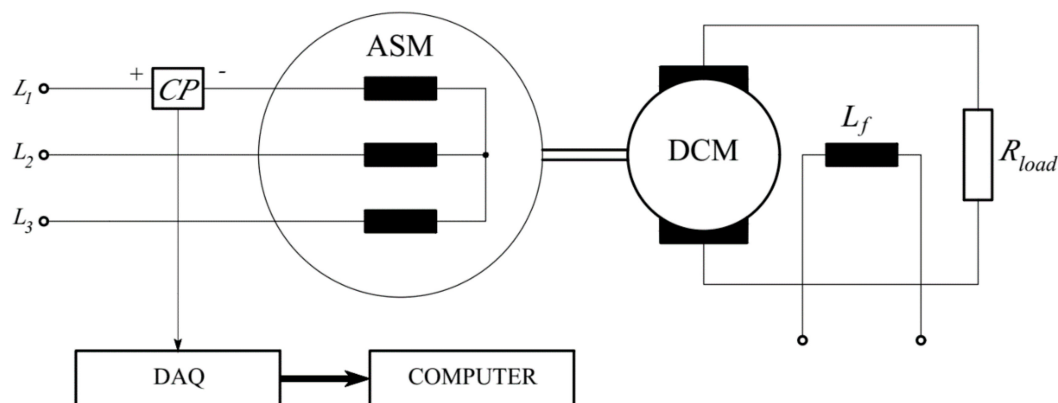 ASM
+ CP -
L1
L2
L3
DCM
Lf
Rload
DAQ
COMPUTER